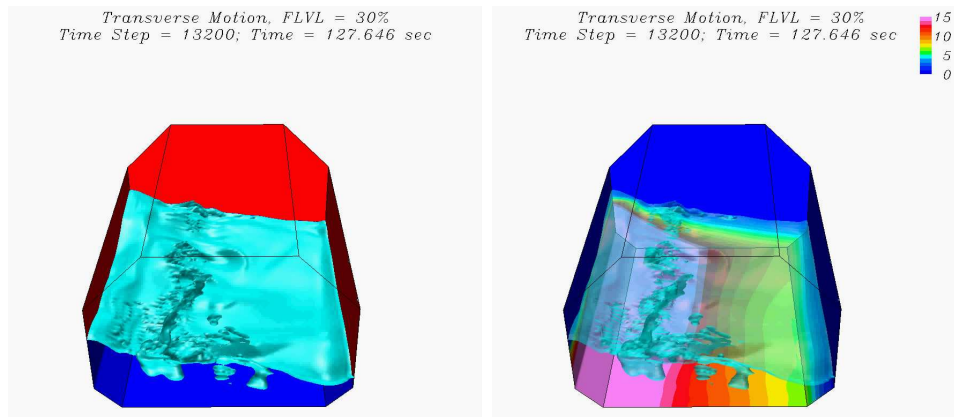 Transverse Motion, FLVL = 30%
Time Step = 13200; Time = 127.646 sec
Transverse Motion, FLVL = 30%
Time Step = 13200; Time = 127.646 sec
15
10
5
0